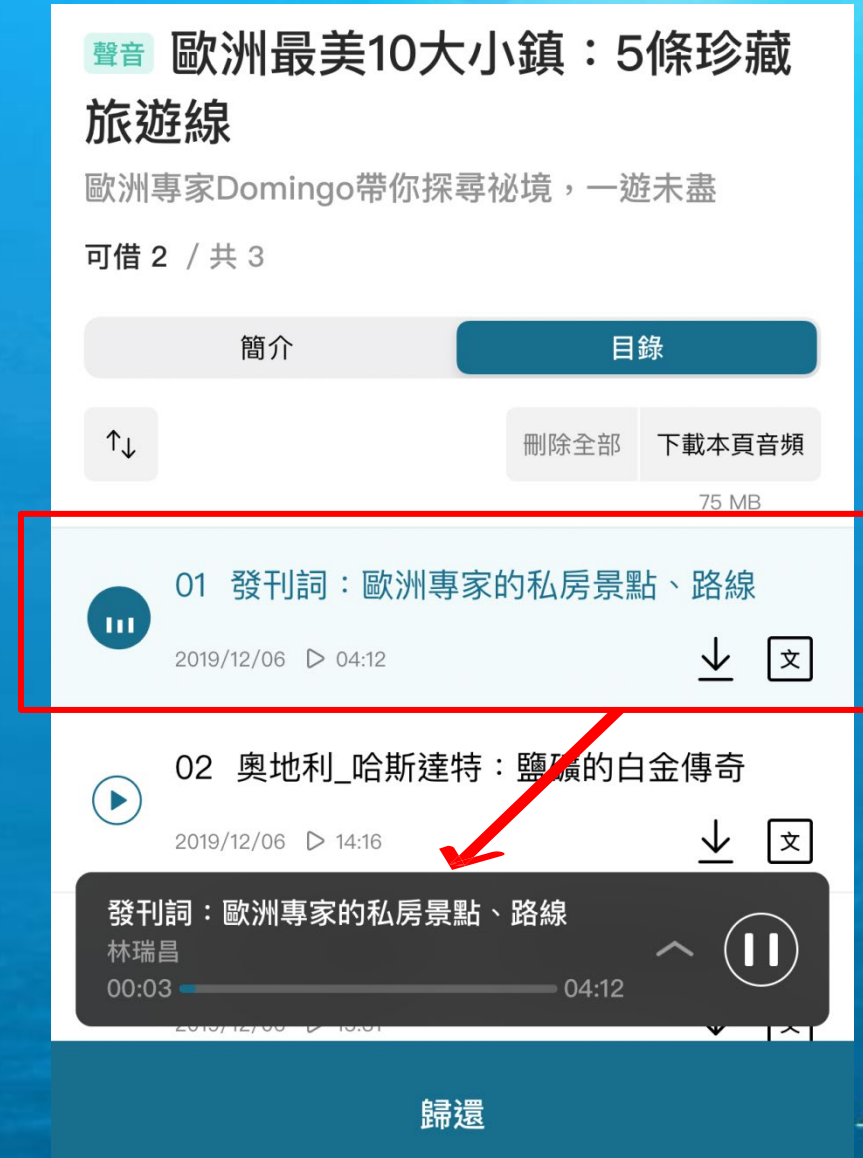 聲音 歐洲最美10大小鎮：5條珍藏
旅遊線
歐洲專家Domingo帶你探尋祕境，一遊未盡
可借 2 / 共 3
簡介 目錄
刪除全部 下載本頁音頻
75 MB
01 發刊詞：歐洲專家的私房景點、路線
2019/12/06 04:12 文
02 奧地利_哈斯達特：鹽礦的白金傳奇
2019/12/06 14:16 文
發刊詞：歐洲專家的私房景點、路線
林瑞昌
00:03 04:12
歸還